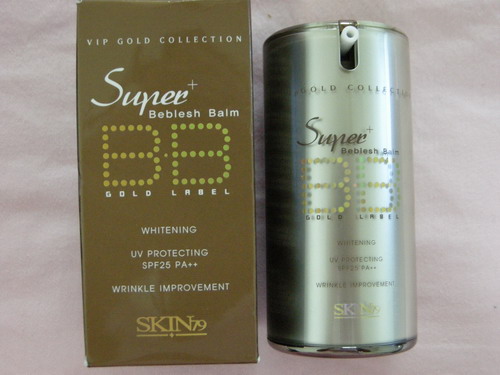 VIP GOLD COLLECTION
Super+
Beblesh Balm
B·B
GOLD LABEL
WHITENING
UV PROTECTING
SPF25 PA++
WRINKLE IMPROVEMENT
SKIN79
GOLD COLLECTION
Super+
Beblesh Balm
BB
GOLD LABEL
WHITENING
UV PROTECTING
SPF25 PA++
WRINKLE IMPROVEMENT
SKIN79